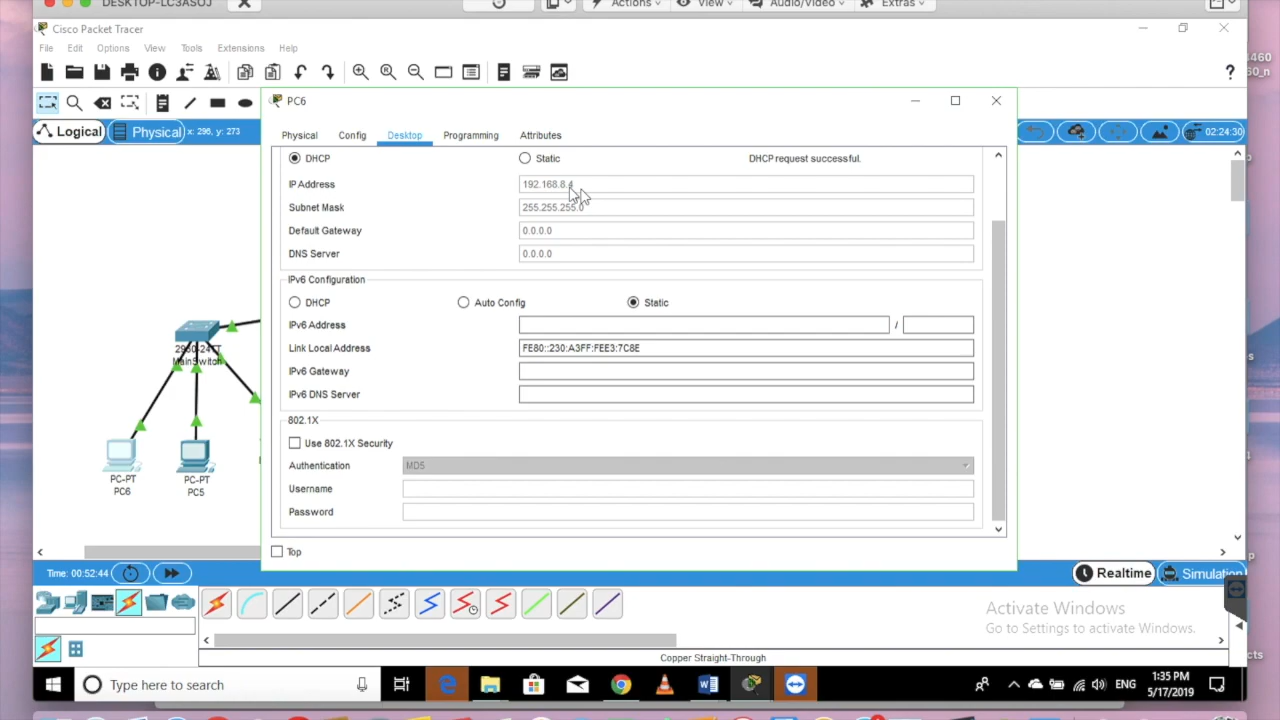 DESKTOP-LC3ASOJ
Actions View Audio/Video Extras
Cisco Packet Tracer
File Edit Options View Tools Extensions Help
PC6
Logical Physical x: 296, y: 273
02:24:30
Physical Config Desktop Programming Attributes
DHCP Static DHCP request successful.
IP Address 192.168.8.4
Subnet Mask 255.255.255.0
Default Gateway 0.0.0.0
DNS Server 0.0.0.0
IPv6 Configuration
DHCP Auto Config Static
IPv6 Address /
Link Local Address FE80::230:A3FF:FEE3:7C8E
IPv6 Gateway
IPv6 DNS Server
802.1X
Use 802.1X Security
Authentication MD5
Username
Password
Top
2950-24TT
MainSwitch
PC-PT
PC6
PC-PT
PC5
Time: 00:52:44
Realtime Simulation
Activate Windows
Go to Settings to activate Windows.
Copper Straight-Through
Type here to search
ENG
1:35 PM
5/17/2019